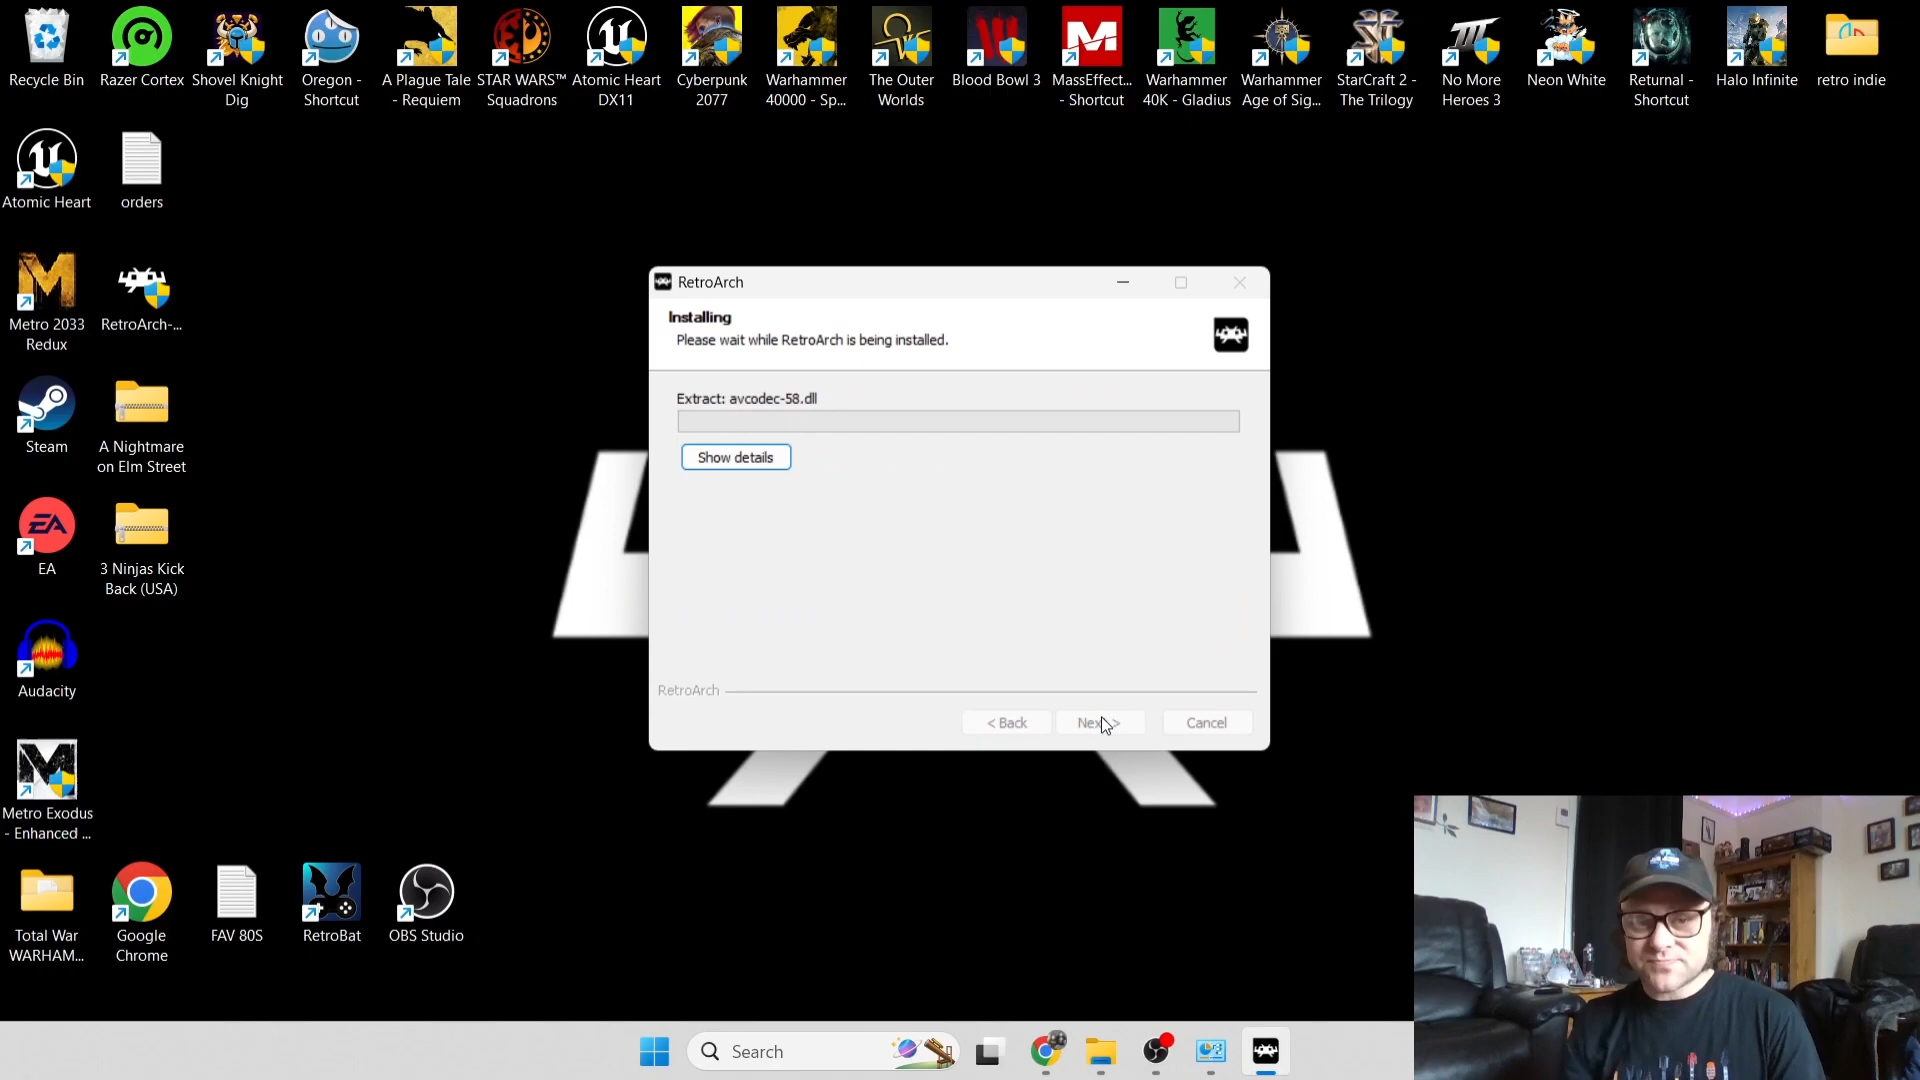 Recycle Bin
Razer Cortex
Shovel Knight
Dig
Oregon -
Shortcut
A Plague Tale
- Requiem
STAR WARS™
Squadrons
Atomic Heart
DX11
Cyberpunk
2077
Warhammer
40000 - Sp...
The Outer
Worlds
Blood Bowl 3
MassEffect...
- Shortcut
Warhammer
40K - Gladius
Warhammer
Age of Sig...
StarCraft 2 -
The Trilogy
No More
Heroes 3
Neon White
Returnal -
Shortcut
Halo Infinite
retro indie
Atomic Heart
orders
Metro 2033
Redux
RetroArch-...
Steam
A Nightmare
on Elm Street
EA
3 Ninjas Kick
Back (USA)
Audacity
Metro Exodus
- Enhanced ...
Total War
WARHAM...
Google
Chrome
FAV 80S
RetroBat
OBS Studio
RetroArch
Installing
Please wait while RetroArch is being installed.
Extract: avcodec-58.dll
Show details
RetroArch
< Back
Next >
Cancel
Search